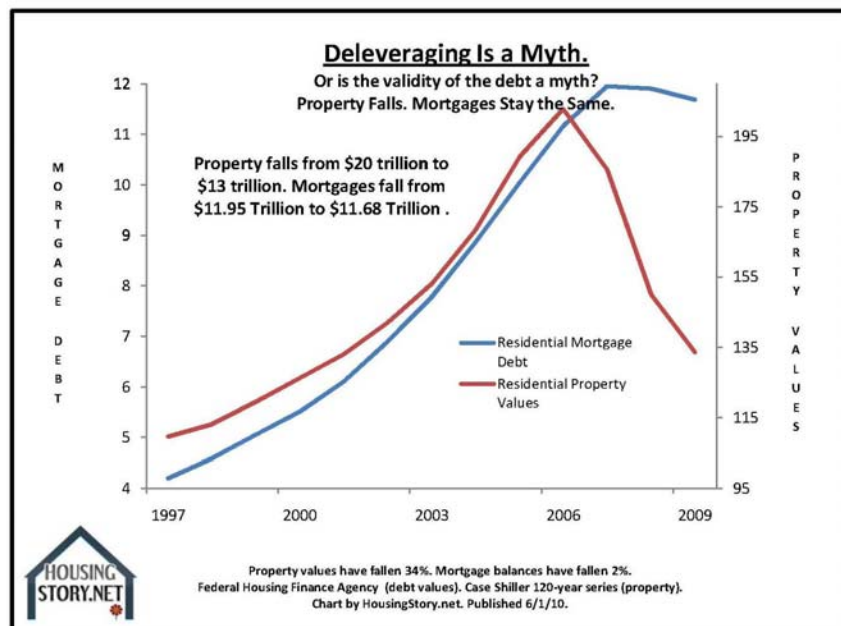 Deleveraging Is a Myth.
Or is the validity of the debt a myth?
Property Falls. Mortgages Stay the Same.
Property falls from $20 trillion to
$13 trillion. Mortgages fall from
$11.95 Trillion to $11.68 Trillion .
MORTGAGE DEBT
12
11
10
9
8
7
6
5
4
195
175
155
135
115
95
PROPERTY VALUES
Residential Mortgage
Debt
Residential Property
Values
1997 2000 2003 2006 2009
HOUSING
STORY.NET
Property values have fallen 34%. Mortgage balances have fallen 2%.
Federal Housing Finance Agency (debt values). Case Shiller 120-year series (property).
Chart by HousingStory.net. Published 6/1/10.